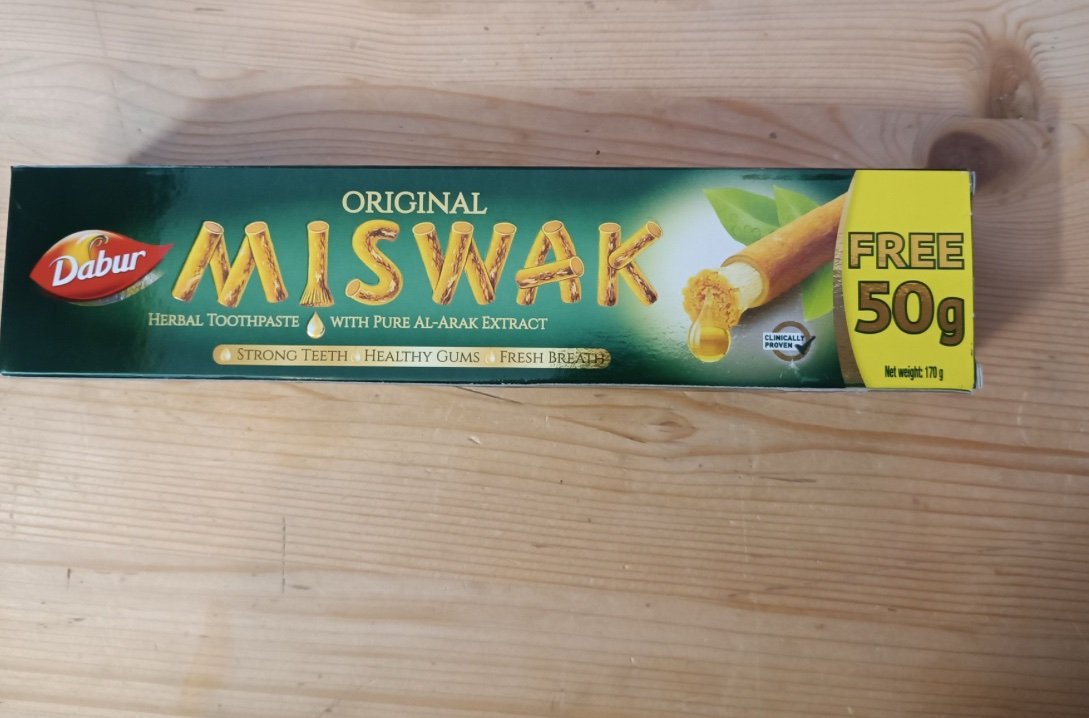 Dabur
ORIGINAL
MISWAK
HERBAL TOOTHPASTE WITH PURE AL-ARAK EXTRACT
STRONG TEETH HEALTHY GUMS FRESH BREATH
CLINICALLY
PROVEN
FREE
50g
Net weight: 170 g